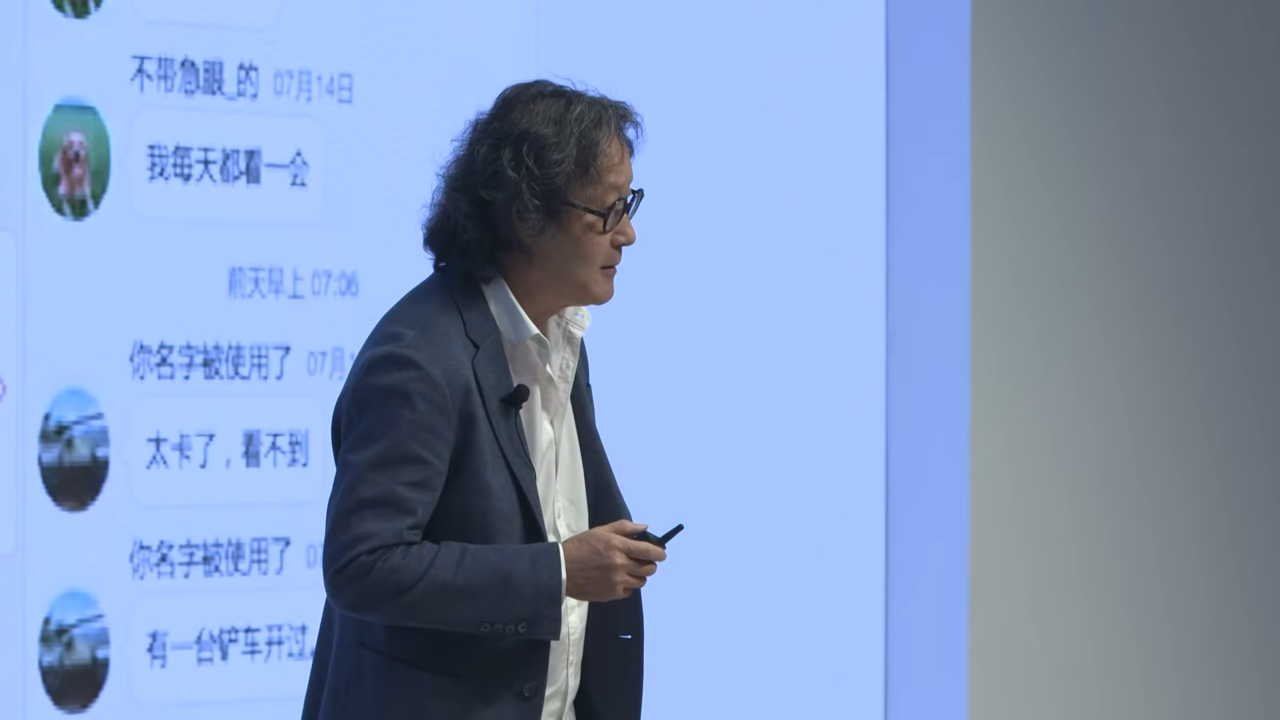 不带急眼_的 07月14日
我每天都看一会
前天早上 07:06
你名字被使用了 07月1
太卡了，看不到
你名字被使用了 0
有一台铲车开过